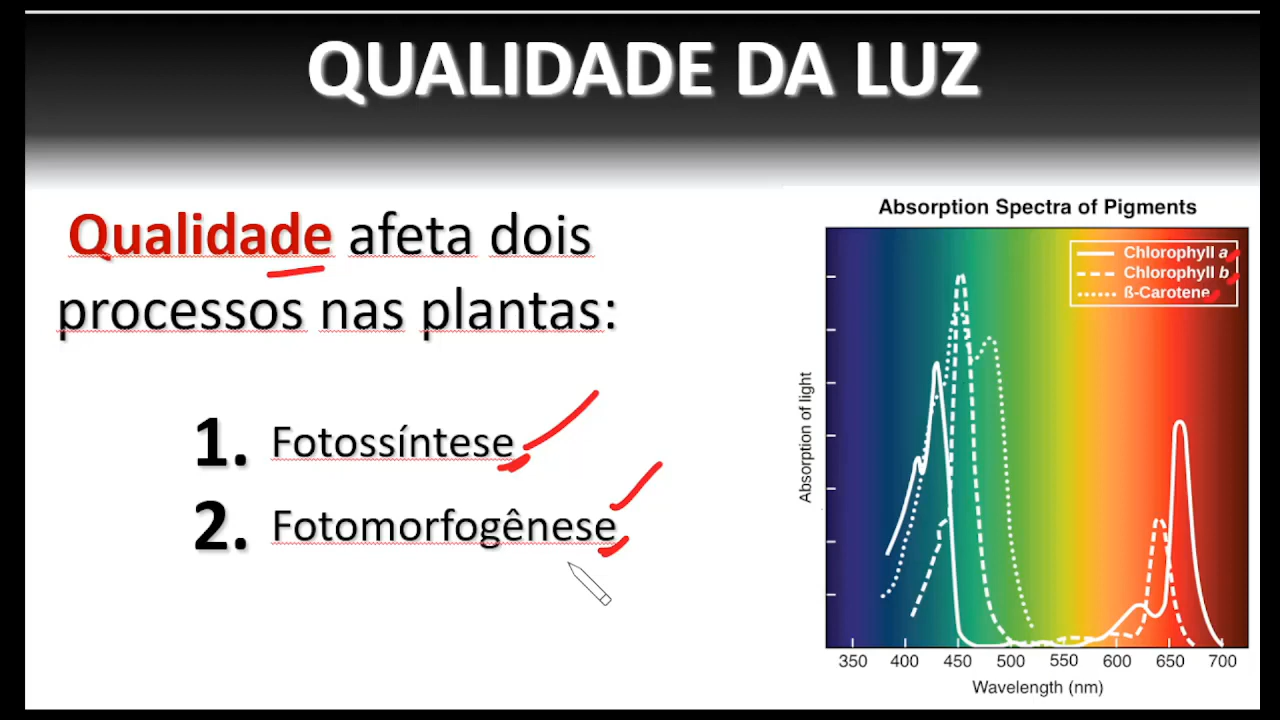 QUALIDADE DA LUZ
Qualidade afeta dois
processos nas plantas:
1. Fotossíntese
2. Fotomorfogênese
Absorption Spectra of Pigments
Chlorophyll a
Chlorophyll b
ß-Carotene
Absorption of light
350 400 450 500 550 600 650 700
Wavelength (nm)